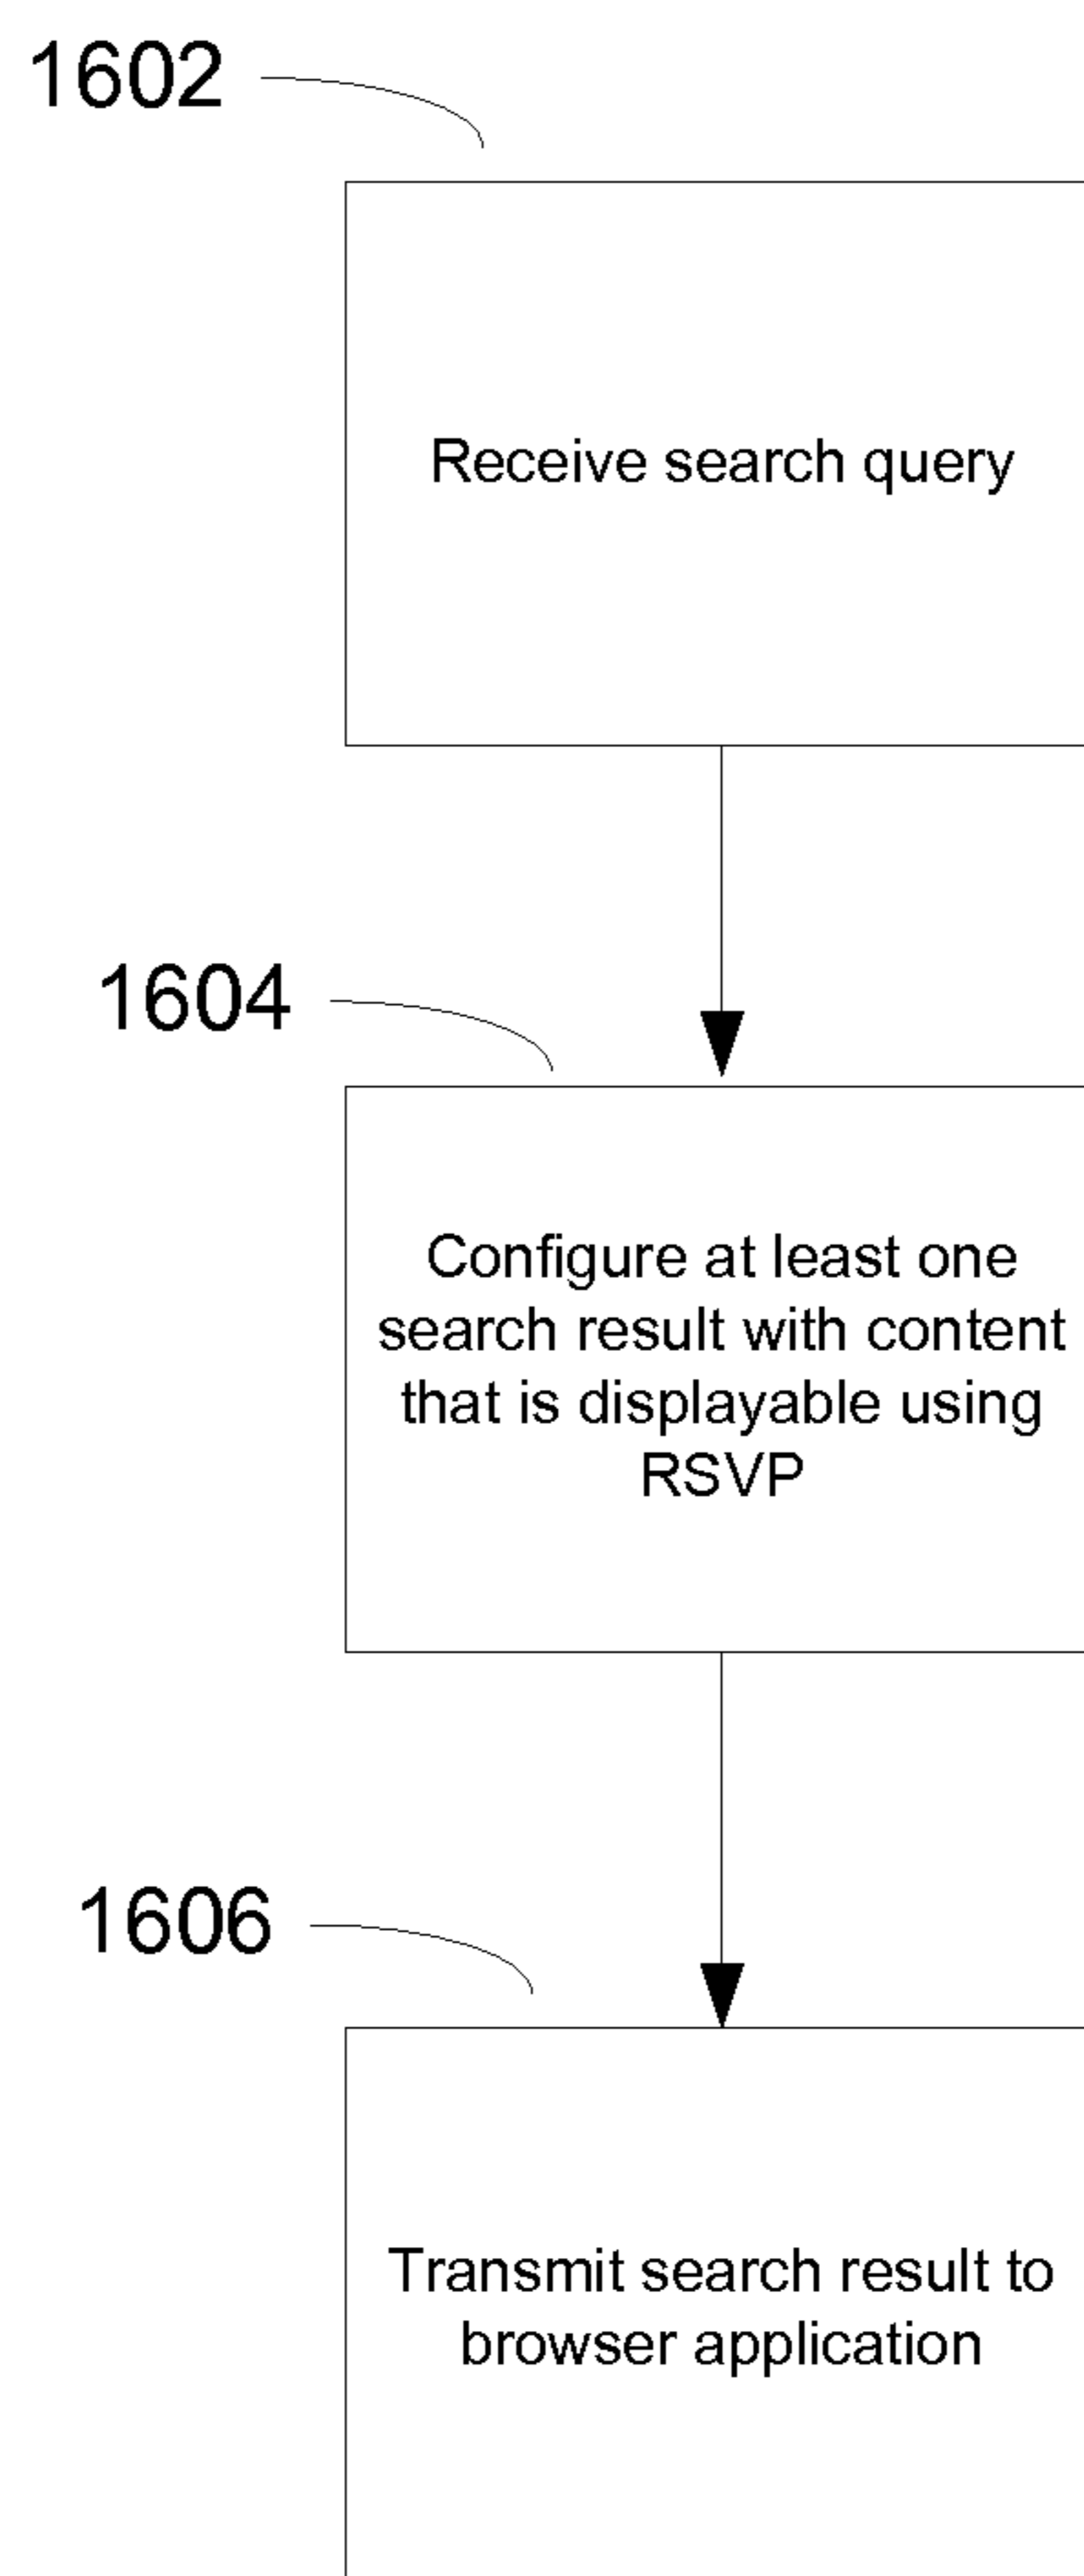 1602
Receive search query
1604
Configure at least one
search result with content
that is displayable using
RSVP
1606
Transmit search result to
browser application